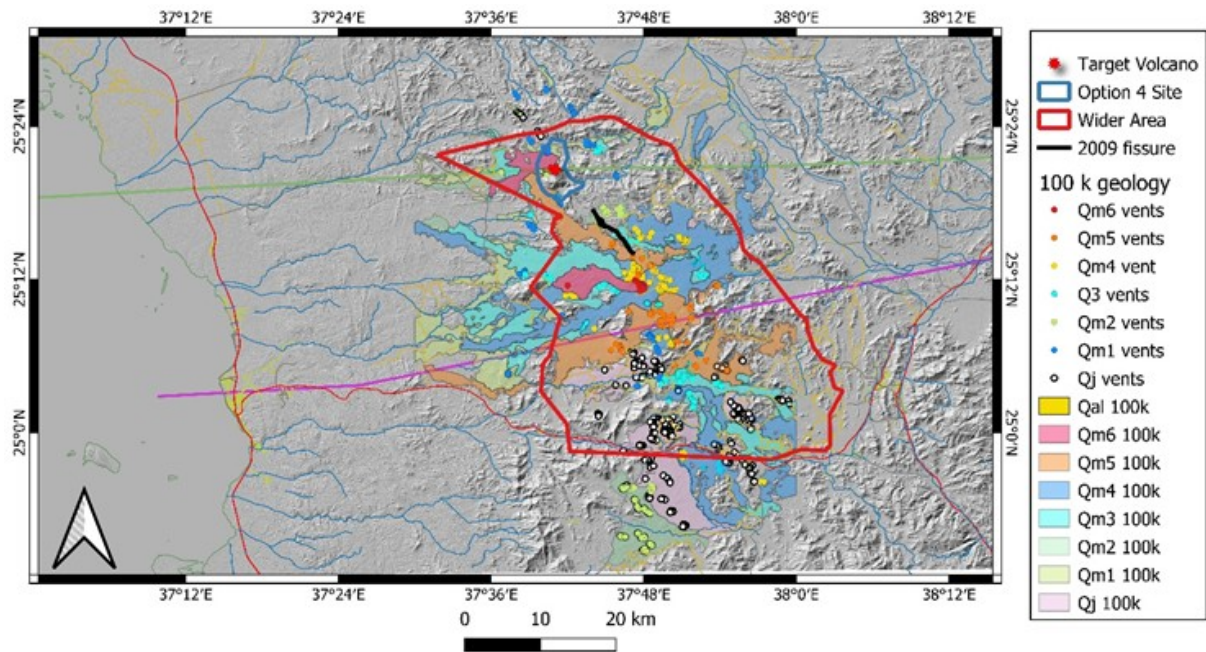 37°12'E 37°24'E 37°36'E 37°48'E 38°0'E 38°12'E
25°24'N 25°24'N
25°12'N 25°12'N
25°0'N 25°0'N
37°12'E 37°24'E 37°36'E 37°48'E 38°0'E 38°12'E
0 10 20 km
Target Volcano
Option 4 Site
Wider Area
2009 fissure
100 k geology
Qm6 vents
Qm5 vents
Qm4 vent
Q3 vents
Qm2 vents
Qm1 vents
Qj vents
Qal 100k
Qm6 100k
Qm5 100k
Qm4 100k
Qm3 100k
Qm2 100k
Qm1 100k
Qj 100k